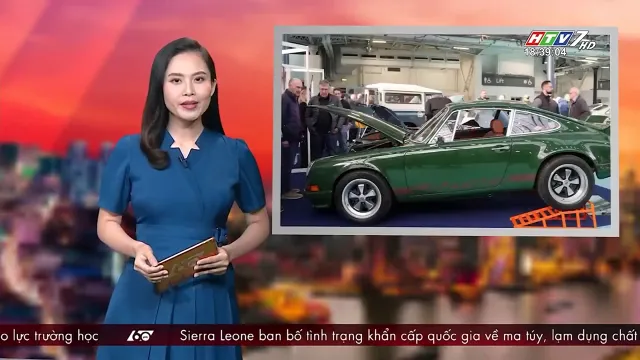 HTV7 HD
18:39:04
o lực trường học 60 Sierra Leone ban bố tình trạng khẩn cấp quốc gia về ma túy, lạm dụng chất